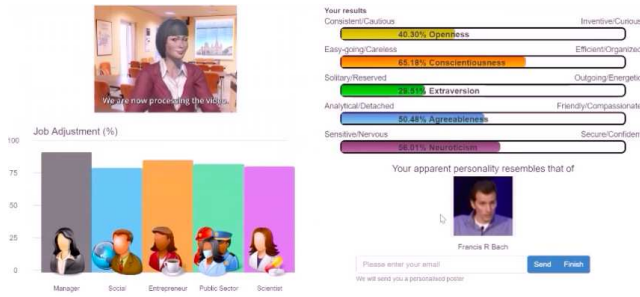 We are now processing the video.
Job Adjustment (%)
100
75
50
25
0
Manager Social Entrepreneur Public Sector Scientist
Your results
Consistent/Cautious Inventive/Curious
40.30% Openness
Easy-going/Careless Efficient/Organized
65.18% Conscientiousness
Solitary/Reserved Outgoing/Energetic
29.51% Extraversion
Analytical/Detached Friendly/Compassionate
50.48% Agreeableness
Sensitive/Nervous Secure/Confident
56.01% Neuroticism
Your apparent personality resembles that of
Francis R Bach
Please enter your email Send Finish
We will send you a personalised poster